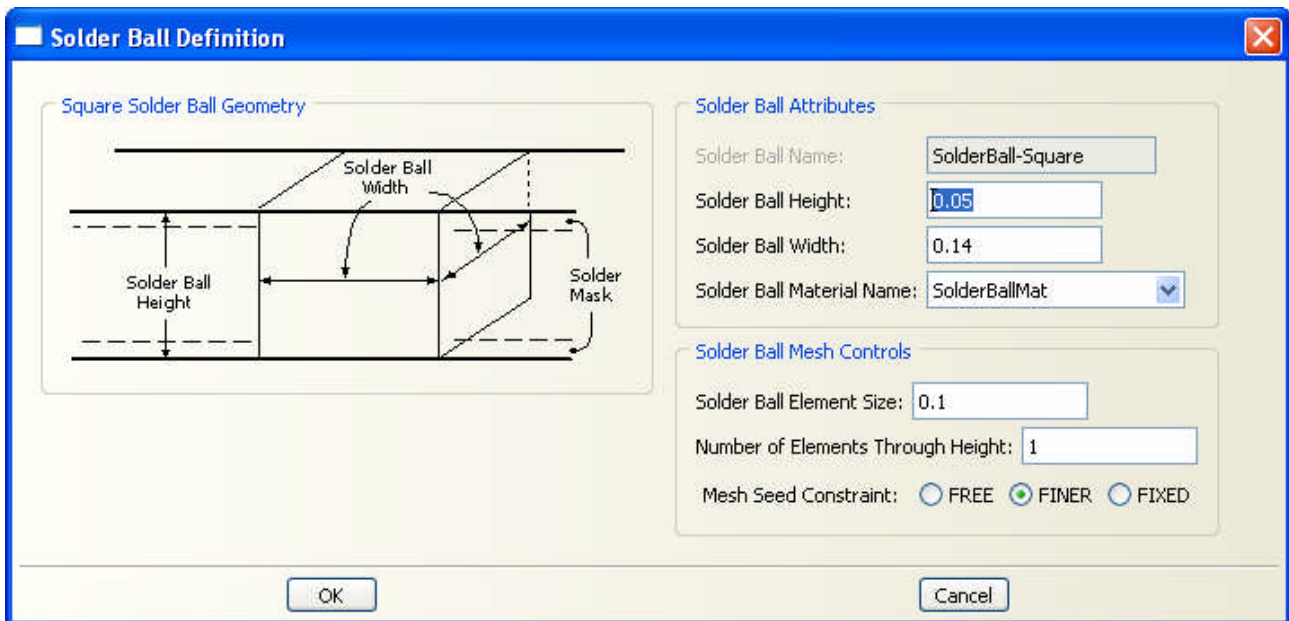 Solder Ball Definition
Square Solder Ball Geometry
Solder Ball
Width
Solder Ball
Height
Solder
Mask
Solder Ball Attributes
Solder Ball Name: SolderBall-Square
Solder Ball Height: 0.05
Solder Ball Width: 0.14
Solder Ball Material Name: SolderBallMat
Solder Ball Mesh Controls
Solder Ball Element Size: 0.1
Number of Elements Through Height: 1
Mesh Seed Constraint: FREE FINER FIXED
OK Cancel